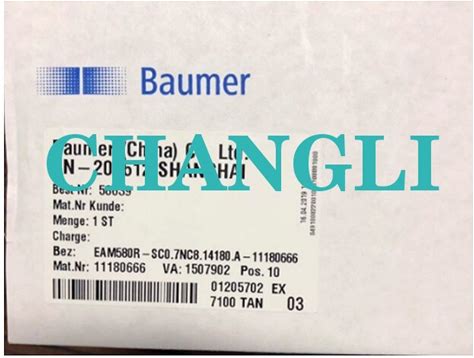 Baumer
Baumer (China) Co., Ltd.
SHANGHAI
CHANGLI
Best-Nr: 58039
Mat.Nr Kunde:
Menge: 1 ST
Charge:
Bez: EAM580R-SC0.7NC8.14180.A-11180666
Mat.Nr: 11180666 VA: 1507902 Pos. 10
01205702 EX
7100 TAN 03
16.04.2019